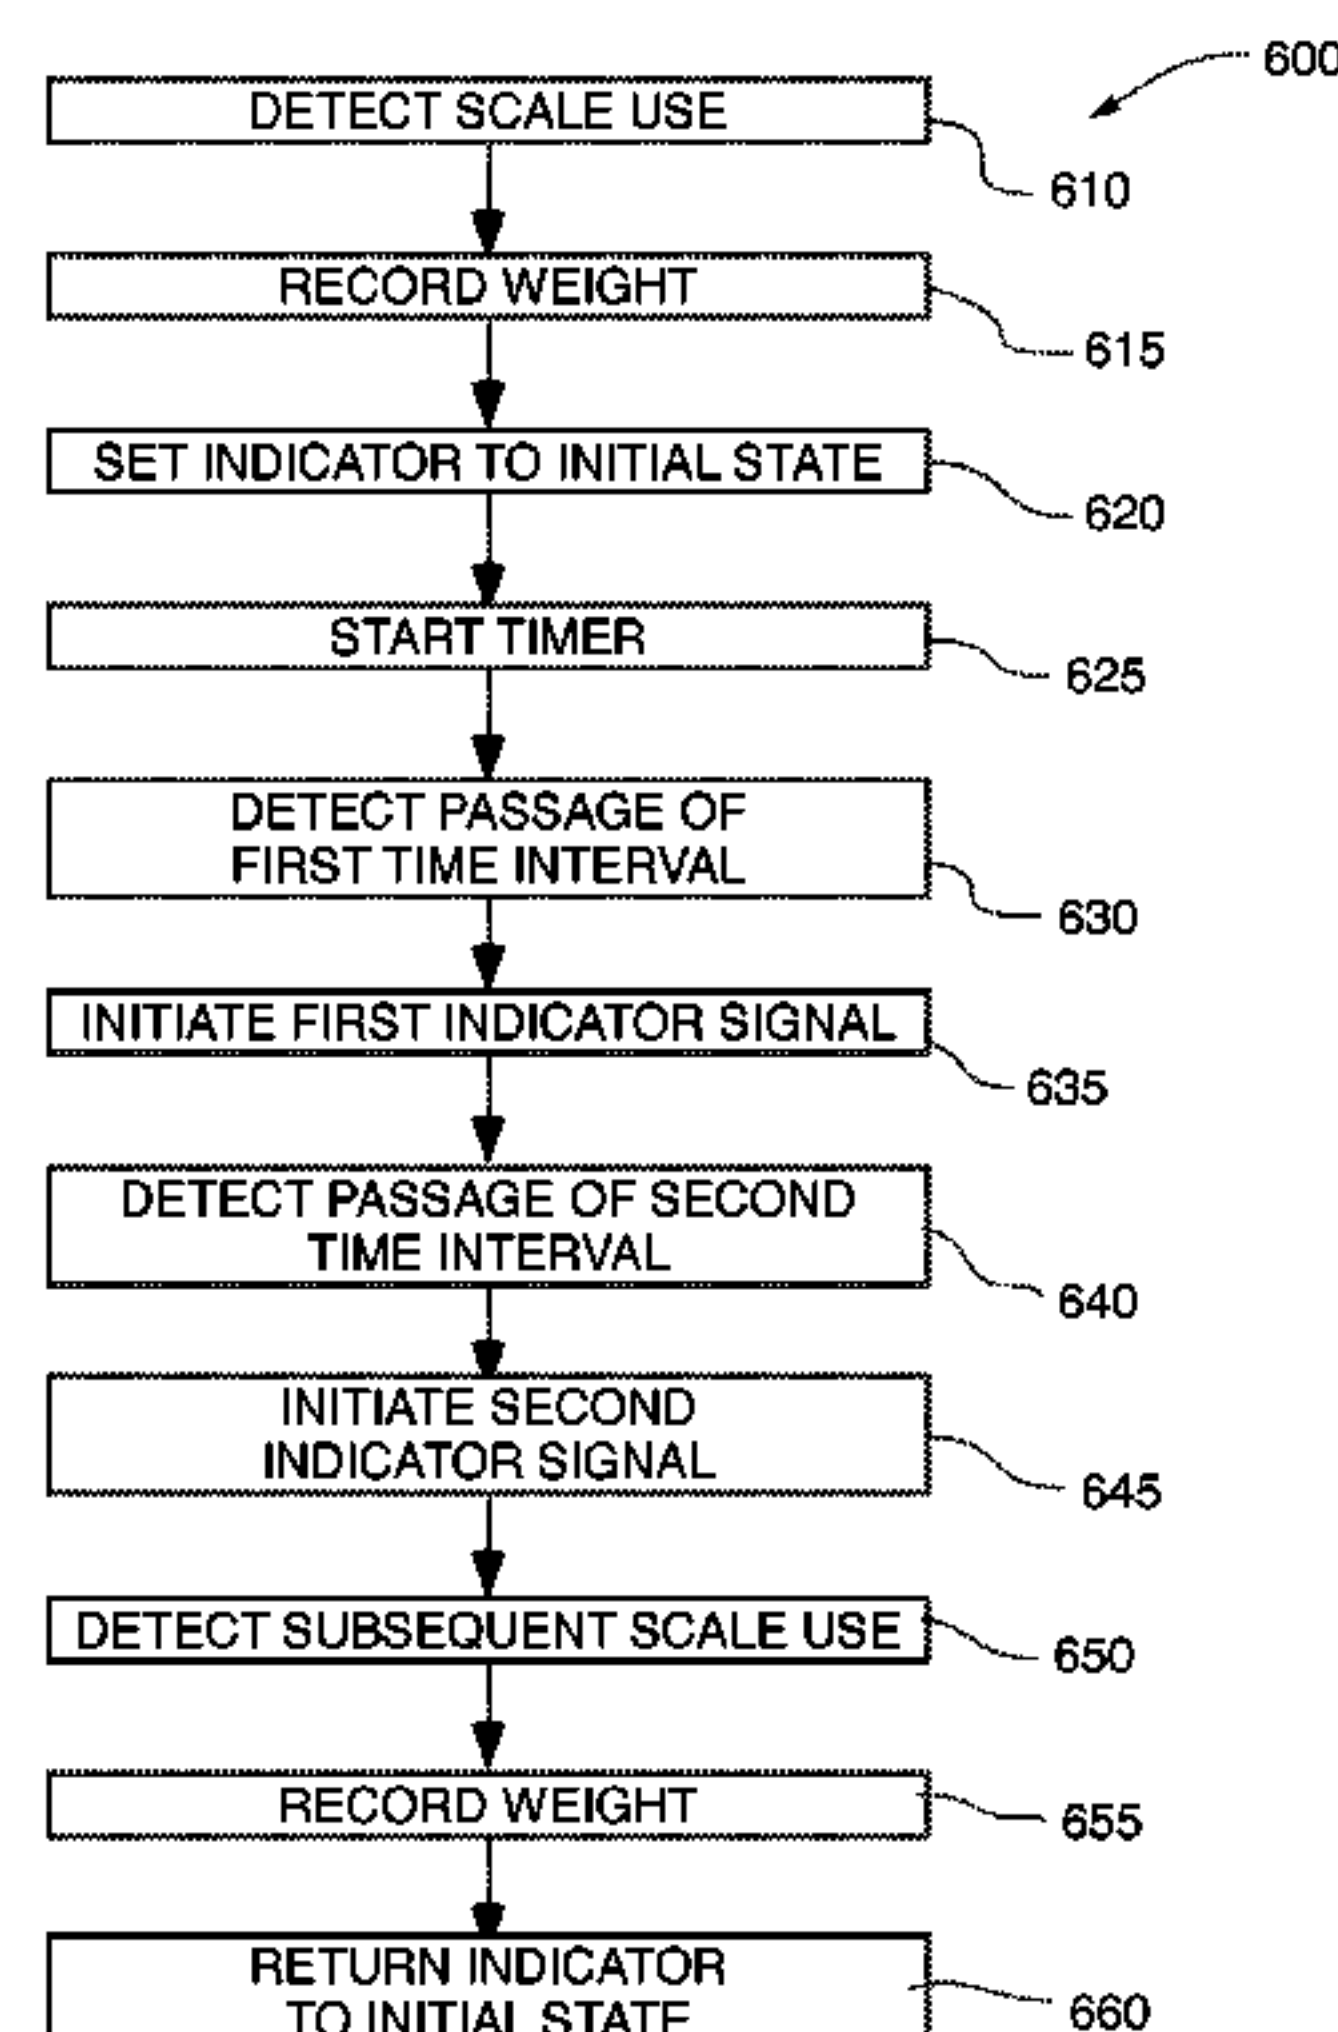 600
DETECT SCALE USE
610
RECORD WEIGHT
615
SET INDICATOR TO INITIAL STATE
620
START TIMER
625
DETECT PASSAGE OF
FIRST TIME INTERVAL
630
INITIATE FIRST INDICATOR SIGNAL
635
DETECT PASSAGE OF SECOND
TIME INTERVAL
640
INITIATE SECOND
INDICATOR SIGNAL
645
DETECT SUBSEQUENT SCALE USE
650
RECORD WEIGHT
655
RETURN INDICATOR
TO INITIAL STATE
660